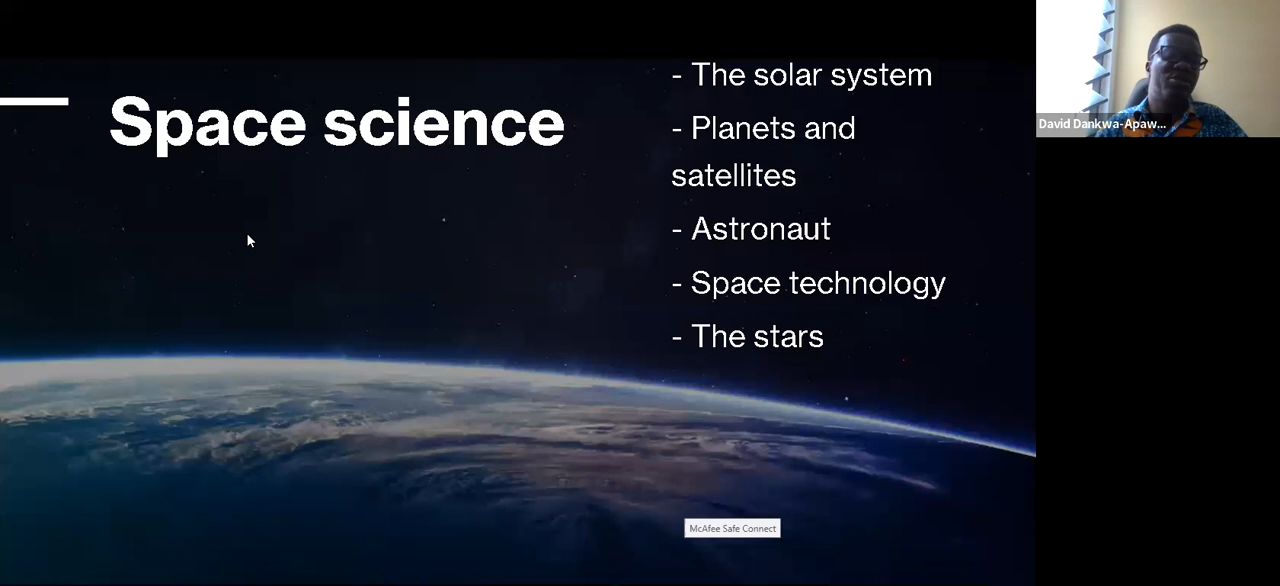 Space science
- The solar system
- Planets and
satellites
- Astronaut
- Space technology
- The stars
David Dankwa-Apaw...
McAfee Safe Connect